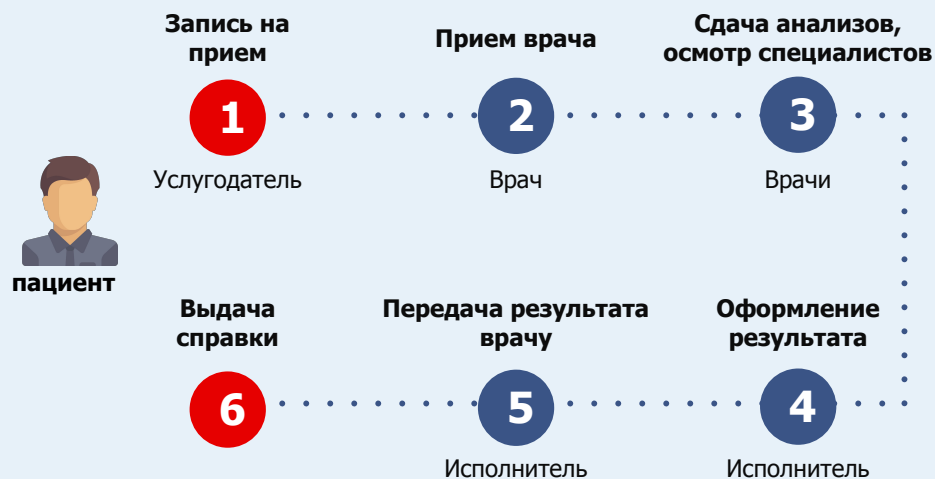 Запись на
прием
Прием врача
Сдача анализов,
осмотр специалистов
1
2
3
Услугодатель
Врач
Врачи
пациент
Выдача
справки
Передача результата
врачу
Оформление
результата
6
5
4
Исполнитель
Исполнитель